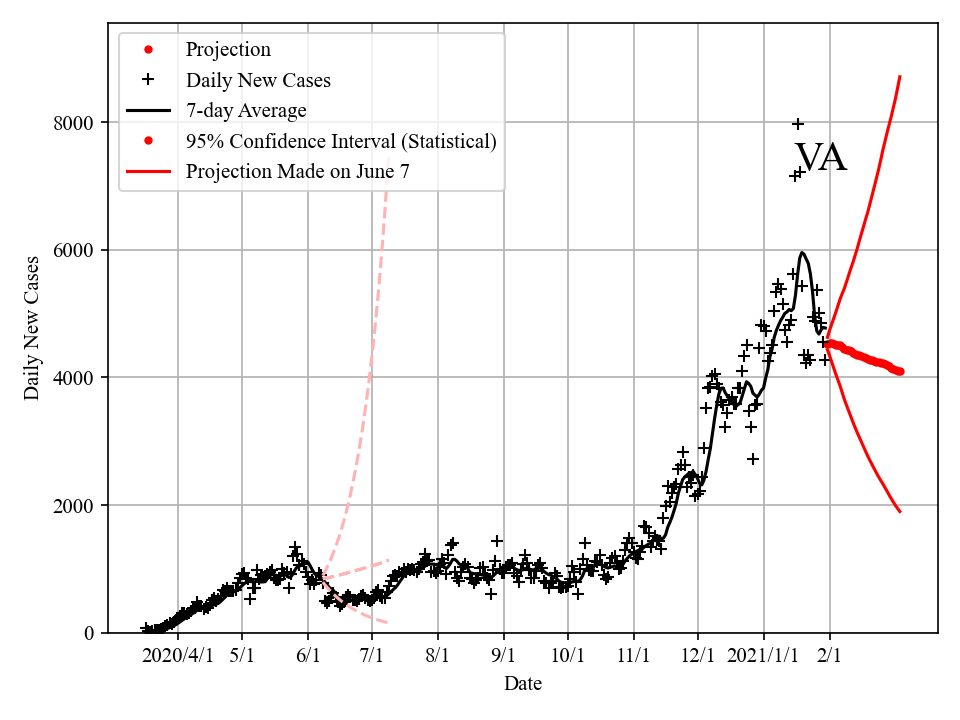 Projection
Daily New Cases
7-day Average
95% Confidence Interval (Statistical)
Projection Made on June 7
VA
8000
6000
4000
2000
0
Daily New Cases
2020/4/1 5/1 6/1 7/1 8/1 9/1 10/1 11/1 12/1 2021/1/1 2/1
Date